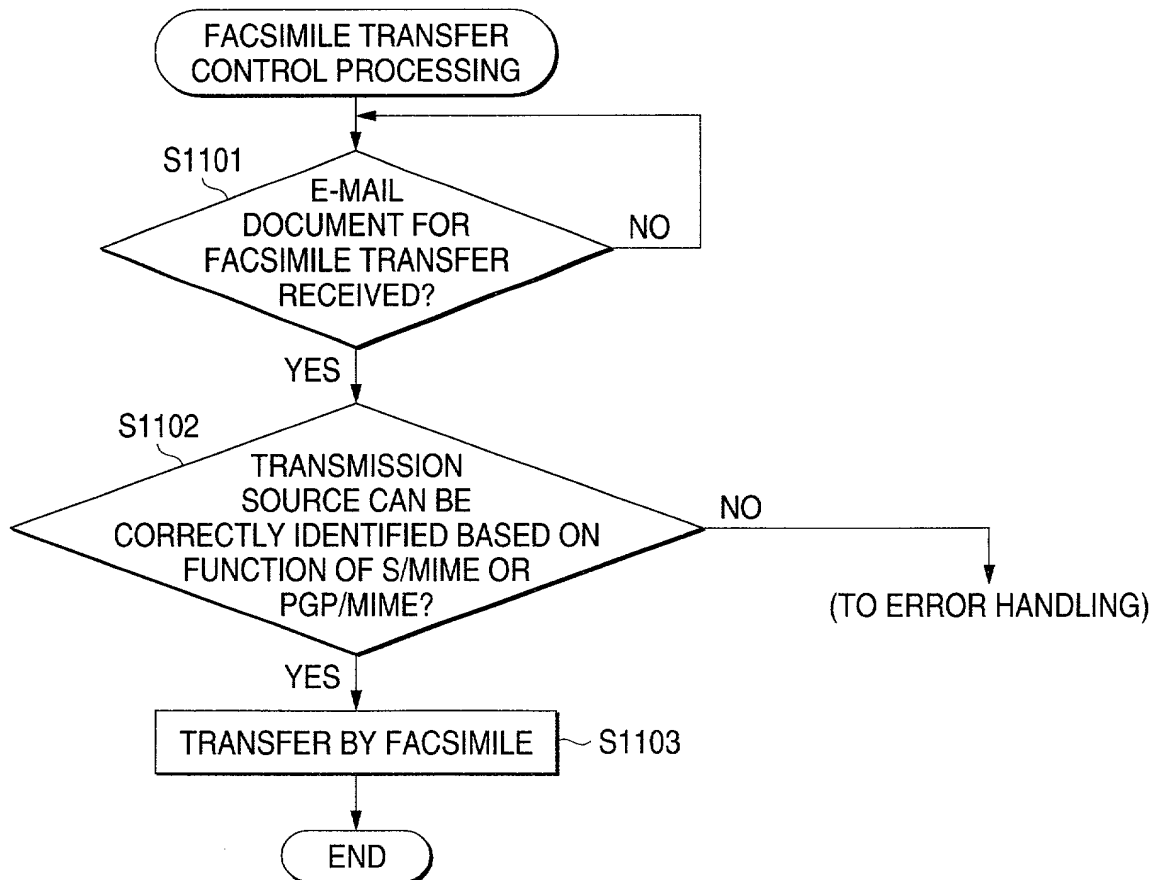 FACSIMILE TRANSFER
CONTROL PROCESSING
S1101
E-MAIL
DOCUMENT FOR
FACSIMILE TRANSFER
RECEIVED?
NO
YES
S1102
TRANSMISSION
SOURCE CAN BE
CORRECTLY IDENTIFIED BASED ON
FUNCTION OF S/MIME OR
PGP/MIME?
NO
(TO ERROR HANDLING)
YES
TRANSFER BY FACSIMILE
S1103
END